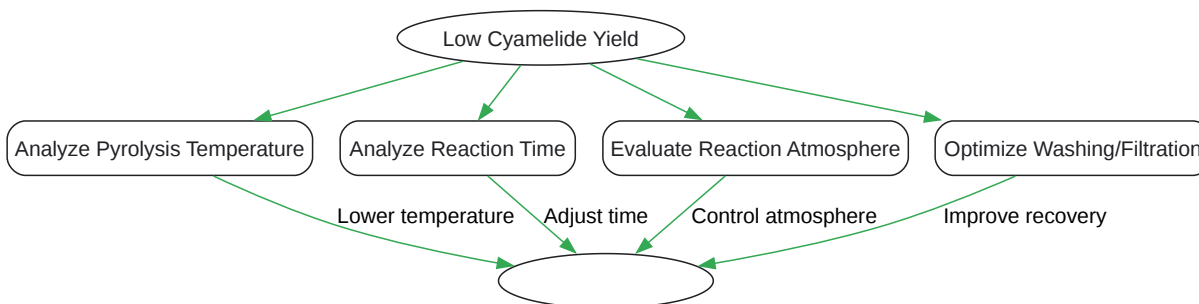 Low Cyamelide Yield
Analyze Pyrolysis Temperature
Analyze Reaction Time
Evaluate Reaction Atmosphere
Optimize Washing/Filtration
Lower temperature
Adjust time
Control atmosphere
Improve recovery